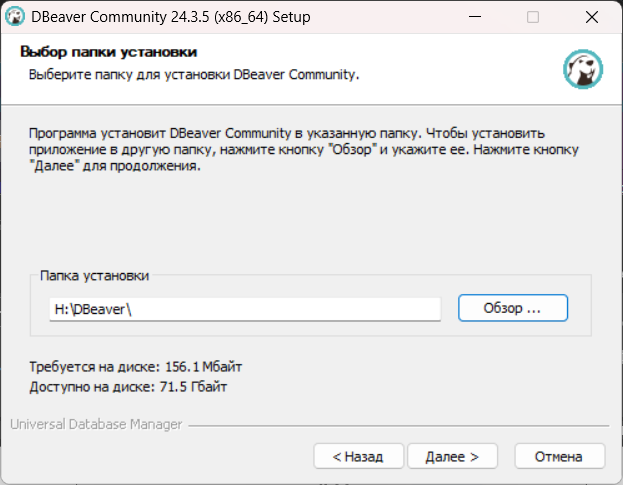 DBeaver Community 24.3.5 (x86_64) Setup
Выбор папки установки
Выберите папку для установки DBeaver Community.
Программа установит DBeaver Community в указанную папку. Чтобы установить
приложение в другую папку, нажмите кнопку "Обзор" и укажите ее. Нажмите кнопку
"Далее" для продолжения.
Папка установки
H:\DBeaver\
Обзор ...
Требуется на диске: 156.1 Мбайт
Доступно на диске: 71.5 Гбайт
Universal Database Manager
< Назад
Далее >
Отмена